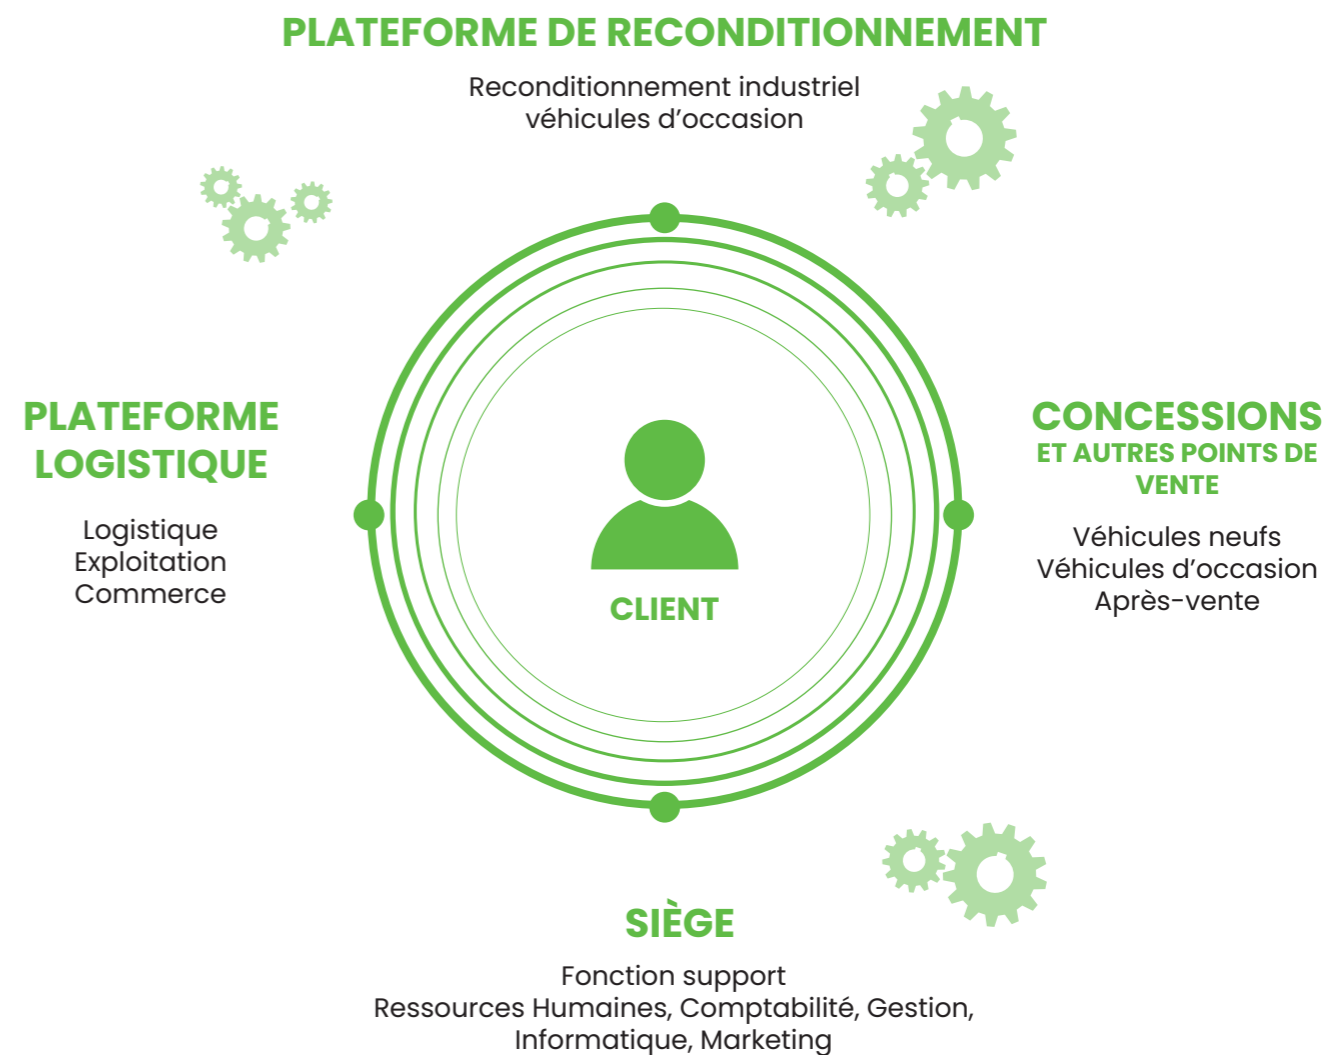 PLATEFORME DE RECONDITIONNEMENT
Reconditionnement industriel
véhicules d’occasion
PLATEFORME
LOGISTIQUE
Logistique
Exploitation
Commerce
CLIENT
CONCESSIONS
ET AUTRES POINTS DE
VENTE
Véhicules neufs
Véhicules d’occasion
Après-vente
SIÈGE
Fonction support
Ressources Humaines, Comptabilité, Gestion,
Informatique, Marketing